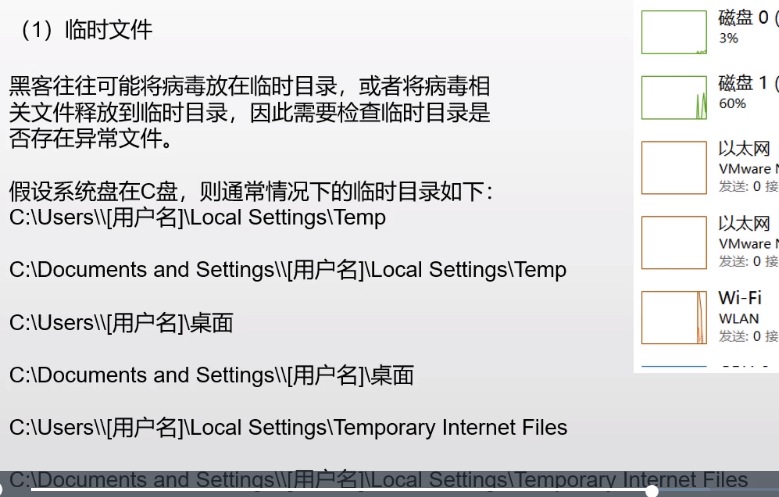 （1）临时文件
黑客往往可能将病毒放在临时目录，或者将病毒相
关文件释放到临时目录，因此需要检查临时目录是
否存在异常文件。
假设系统盘在C盘，则通常情况下的临时目录如下：
C:\Users\\[用户名]\Local Settings\Temp
C:\Documents and Settings\\[用户名]\Local Settings\Temp
C:\Users\\[用户名]\桌面
C:\Documents and Settings\\[用户名]\桌面
C:\Users\\[用户名]\Local Settings\Temporary Internet Files
C:\Documents and Settings\\[用户名]\Local Settings\Temporary Internet Files
磁盘 0 (
3%
磁盘 1 (
60%
以太网
VMware N
发送: 0 接
以太网
VMware N
发送: 0 接
Wi-Fi
WLAN
发送: 0 接